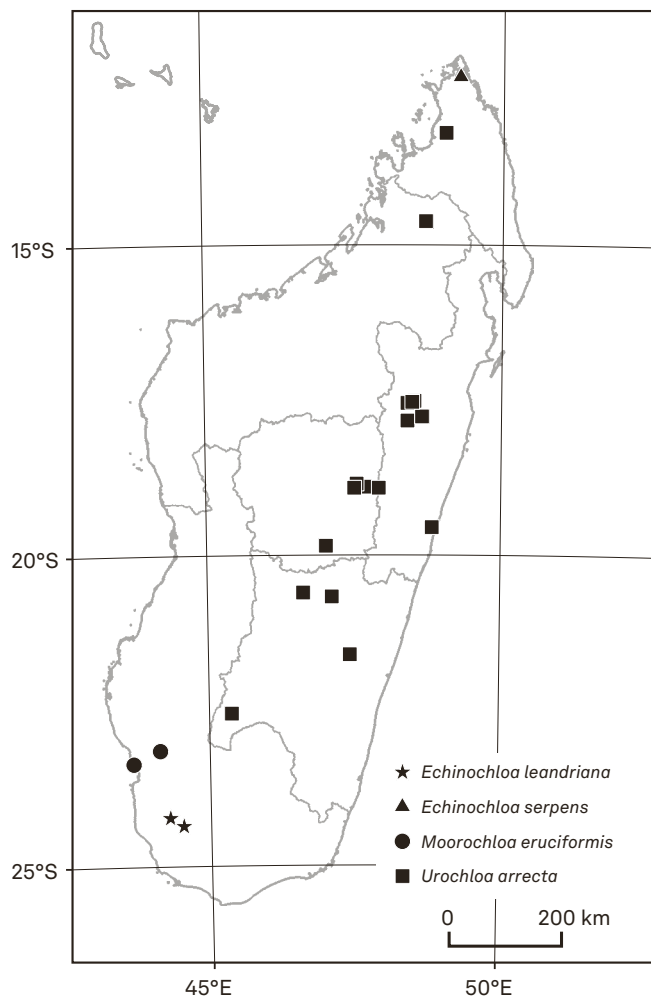 15°S
20°S
Echinochloa leandriana
Echinochloa serpens
Moorochloa eruciformis
25°S
Urochloa arrecta
0 200 km
45°E 50°E